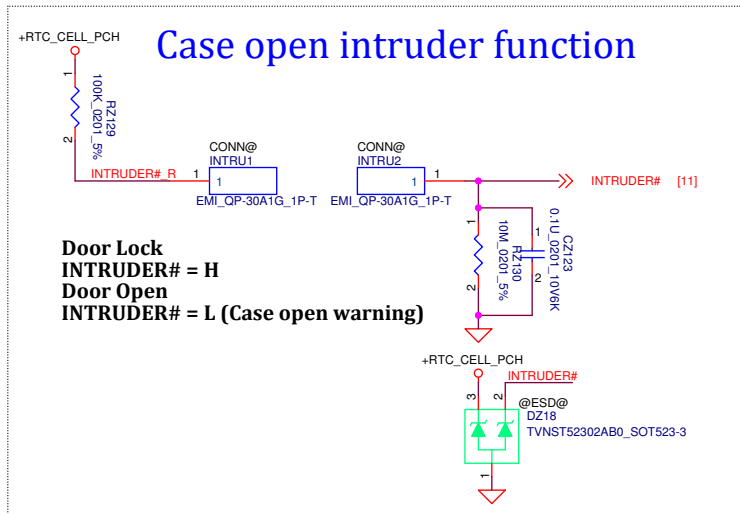 Case open intruder function
+RTC_CELL_PCH
1
RZ129
100K_0201_5%
2
INTRUDER#_R
1
CONN@
INTRU1
1
EMI_QP-30A1G_1P-T
CONN@
INTRU2
1
1
EMI_QP-30A1G_1P-T
INTRUDER# [11]
1
RZ130
10M_0201_5%
2
1
CZ123
0.1U_0201_10V6K
2
Door Lock
INTRUDER# = H
Door Open
INTRUDER# = L (Case open warning)
+RTC_CELL_PCH
INTRUDER#
3
2
@ESD@
DZ18
TVNST52302AB0_SOT523-3
1